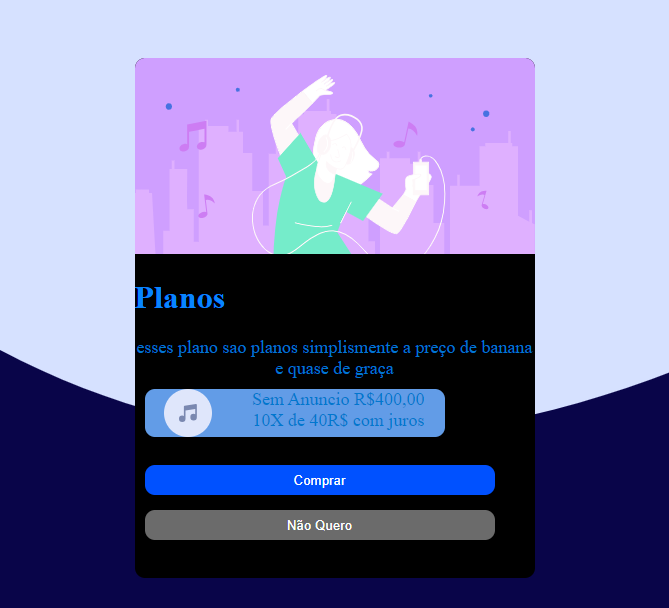 Planos
esses plano sao planos simplismente a preço de banana
e quase de graça
Sem Anuncio R$400,00
10X de 40R$ com juros
Comprar
Não Quero